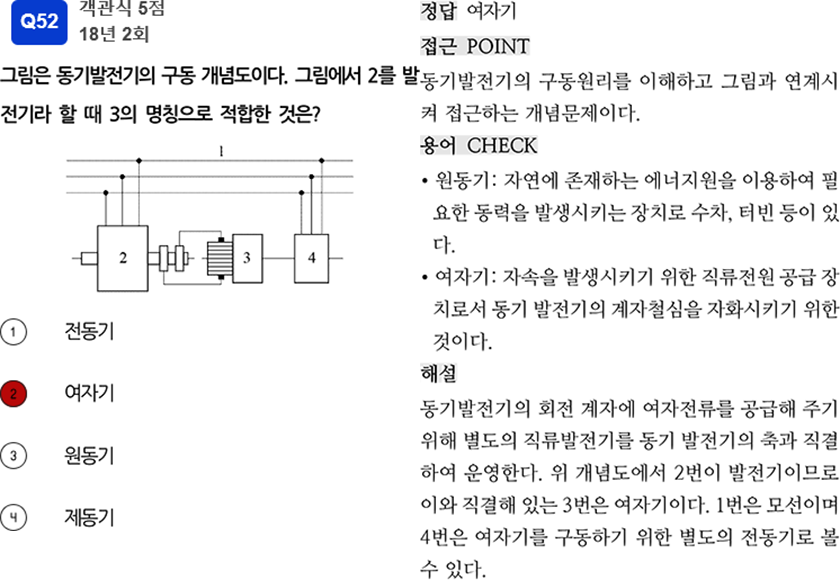 Q52
객관식 5점
18년 2회
그림은 동기발전기의 구동 개념도이다. 그림에서 2를 발
전기라 할 때 3의 명칭으로 적합한 것은?
1
2
3
4
1 전동기
2 여자기
3 원동기
4 제동기
정답 여자기
접근 POINT
동기발전기의 구동원리를 이해하고 그림과 연계시
켜 접근하는 개념문제이다.
용어 CHECK
• 원동기: 자연에 존재하는 에너지원을 이용하여 필
요한 동력을 발생시키는 장치로 수차, 터빈 등이 있
다.
• 여자기: 자속을 발생시키기 위한 직류전원 공급 장
치로서 동기 발전기의 계자철심을 자화시키기 위한
것이다.
해설
동기발전기의 회전 계자에 여자전류를 공급해 주기
위해 별도의 직류발전기를 동기 발전기의 축과 직결
하여 운영한다. 위 개념도에서 2번이 발전기이므로
이와 직결해 있는 3번은 여자기이다. 1번은 모선이며
4번은 여자기를 구동하기 위한 별도의 전동기로 볼
수 있다.